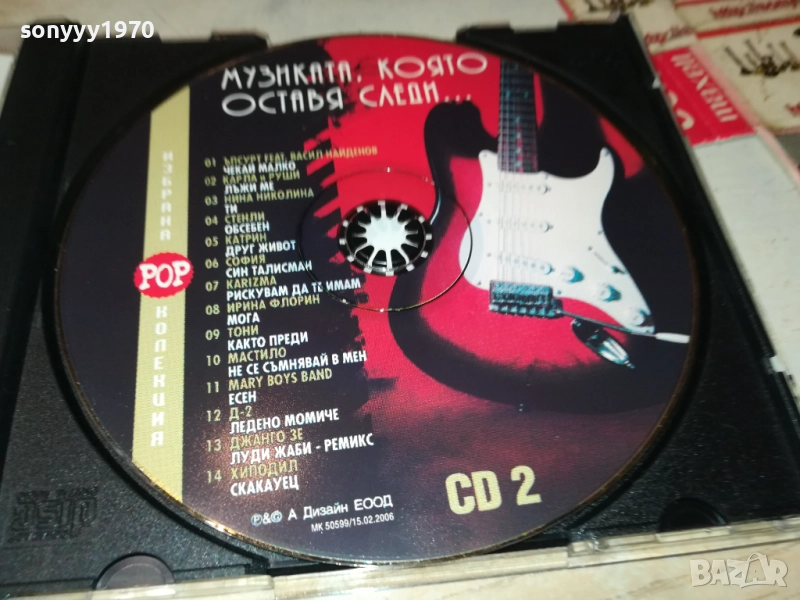 sonyyy1970
МУЗИКАТА, КОЯТО
ОСТАВЯ СЛЕДИ...
ИЗБРАНА
POP
КОЛЕКЦИЯ
01 ЪПСУРТ FEAT. ВАСИЛ НАЙДЕНОВ
ЧЕКАЙ МАЛКО
02 КАРЛА и РУШИ
ЛЪЖИ МЕ
03 НИНА НИКОЛИНА
ТИ
04 СТЕНЛИ
ОБСЕБЕН
05 КАТРИН
ДРУГ ЖИВОТ
06 СОФИЯ
СИН ТАЛИСМАН
07 KARIZMA
РИСКУВАМ ДА ТЕ ИМАМ
08 ИРИНА ФЛОРИН
МОГА
09 ТОНИ
КАКТО ПРЕДИ
10 МАСТИЛО
НЕ СЕ СЪМНЯВАЙ В МЕН
11 MARY BOYS BAND
ЕСЕН
12 Д-2
ЛЕДЕНО МОМИЧЕ
13 ДЖАНГО ЗЕ
ЛУДИ ЖАБИ - РЕМИКС
14 ХИПОДИЛ
СКАКАУЕЦ
CD 2
℗&© А Дизайн ЕООД
МК 50599/15.02.2006
maxell
BAZAR